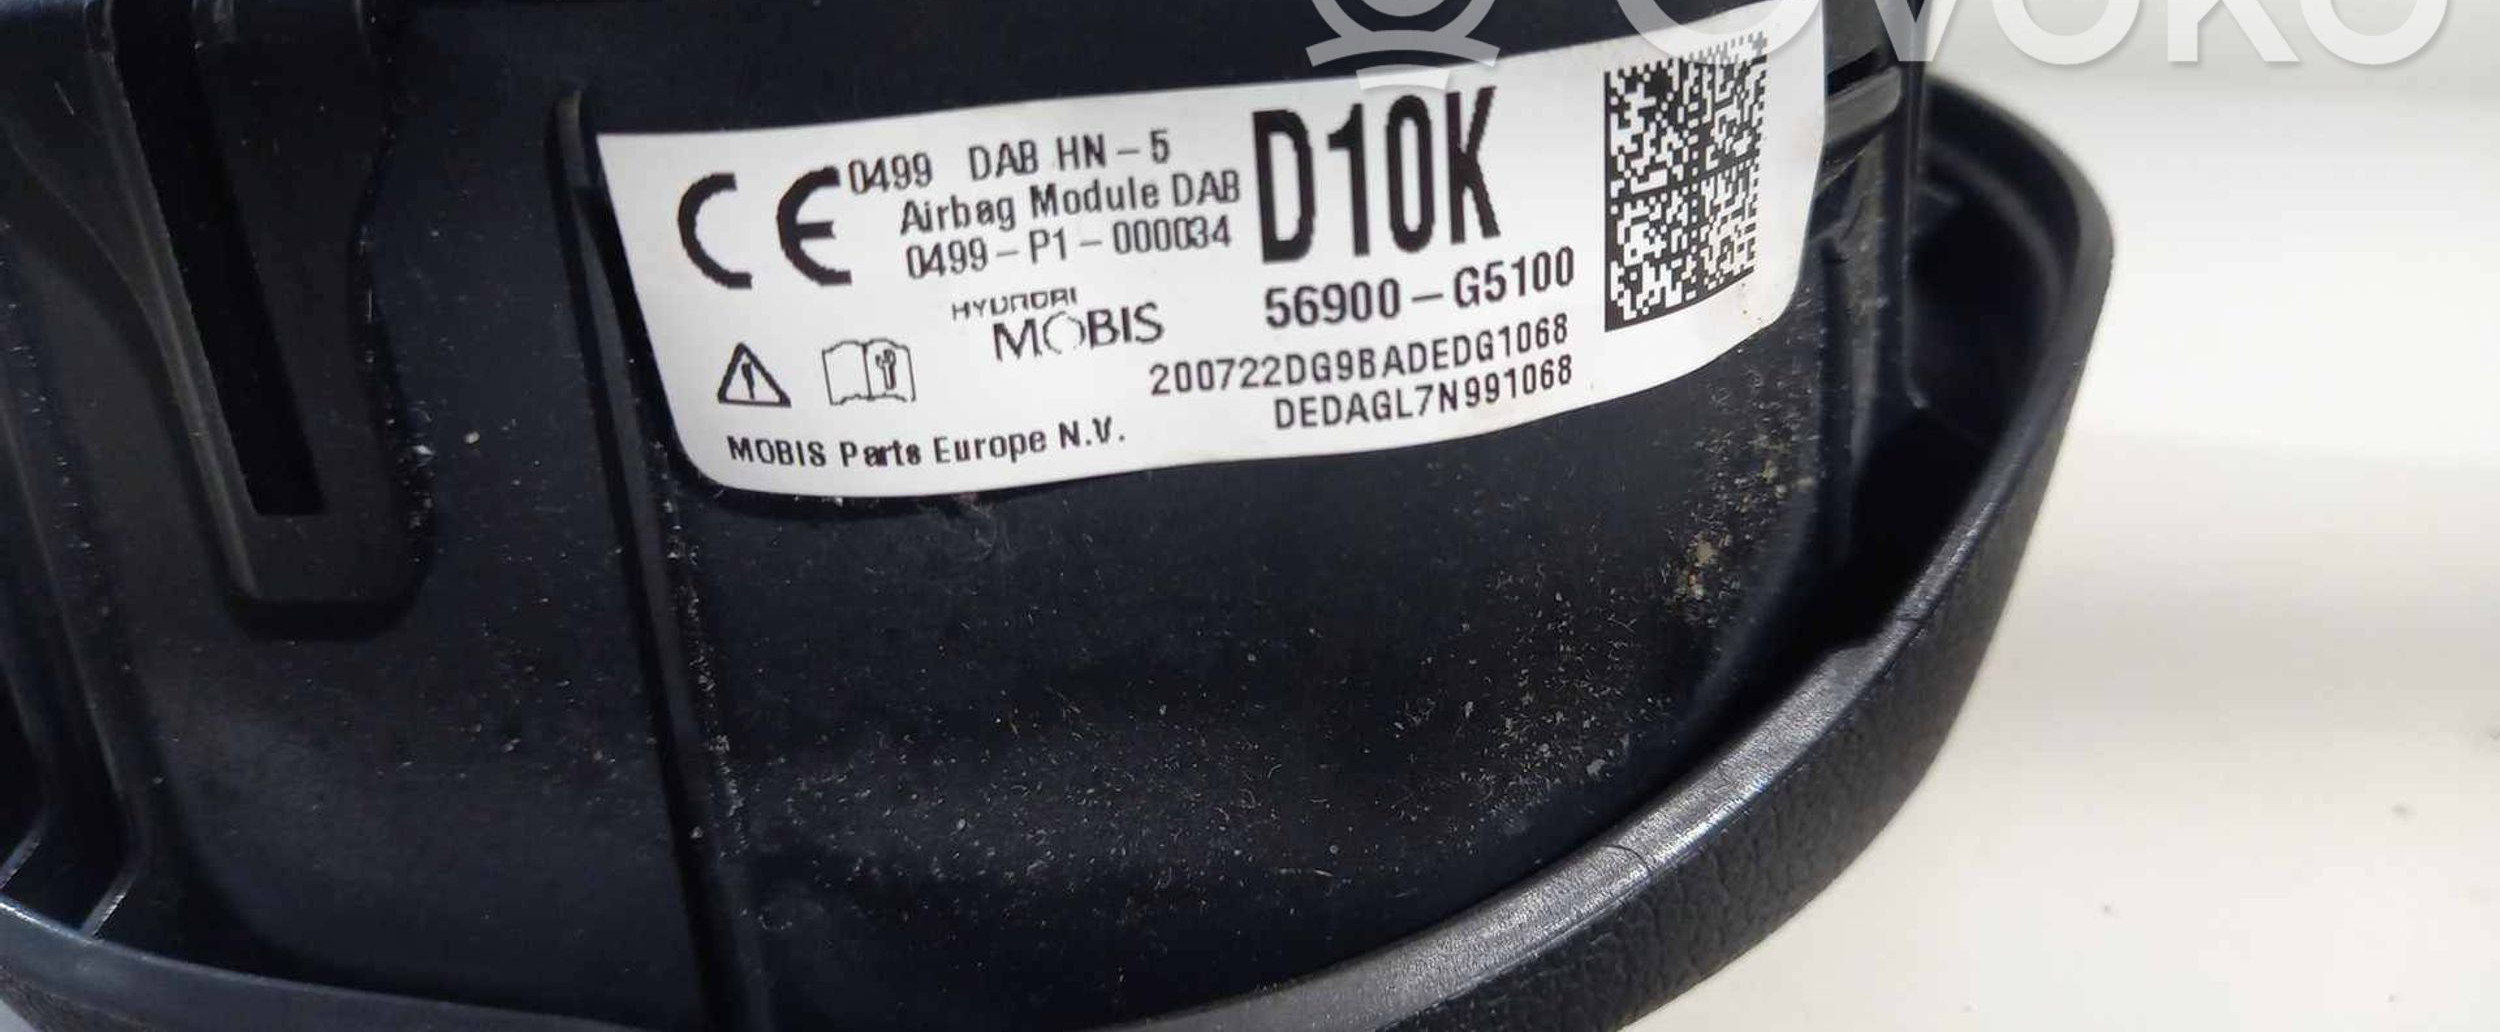 OVOKO
CE 0499 DAB HN-5
Airbag Module DAB
0499-P1-000034
D10K
56900-G5100
HYUNDAI
MOBIS
200722DG9BADEDG1068
DEDAGL7N991068
MOBIS Parts Europe N.V.